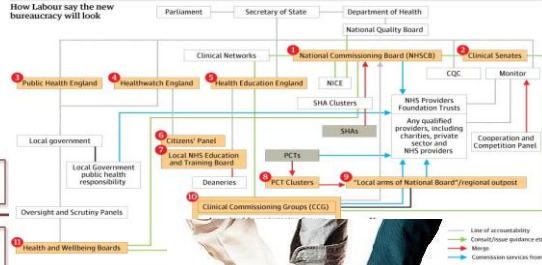 How Labour say the new
bureaucracy will look
Parliament
Secretary of State
Department of Health
National Quality Board
Clinical Networks
1 National Commissioning Board (NHSCB)
2 Clinical Senates
CQC
Monitor
3 Public Health England
4 Healthwatch England
5 Health Education England
NICE
SHA Clusters
NHS Providers
Foundation Trusts
SHAs
Any qualified
providers, including
charities, private
sector and
NHS providers
Cooperation and
Competition Panel
Local government
6 Citizens' Panel
7 Local NHS Education
and Training Board
PCTs
Local Government
public health
responsibility
Deaneries
8 PCT Clusters
9 "Local arms of National Board"/regional outpost
10
Clinical Commissioning Groups (CCG)
Oversight and Scrutiny Panels
11 Health and Wellbeing Boards
Line of accountability
Consult/issue guidance etc
Merge
Commission services from